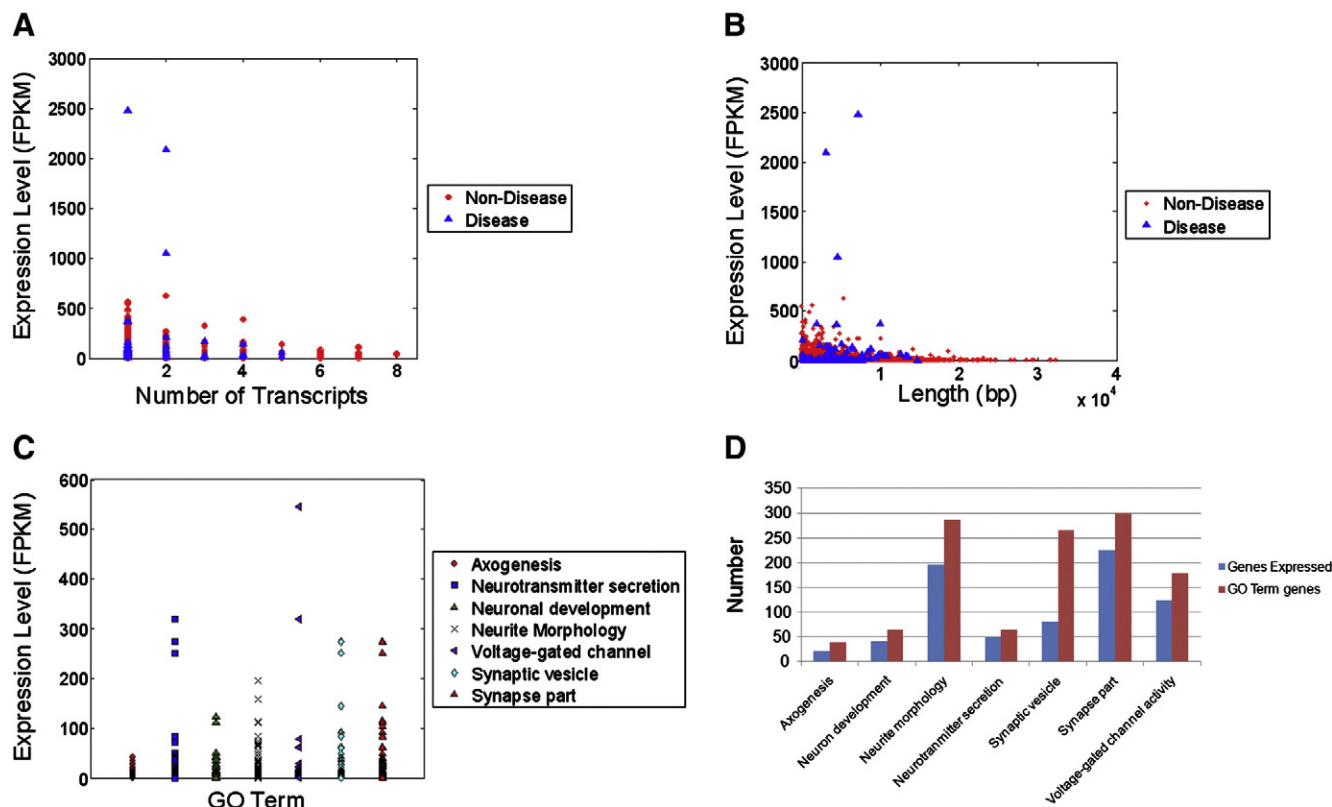 A
Expression Level (FPKM)
3000
2500
2000
1500
1000
500
0
2
4
6
8
Number of Transcripts
Non-Disease
Disease
B
Expression Level (FPKM)
3000
2500
2000
1500
1000
500
0
1
2
3
4
x 10^4
Length (bp)
Non-Disease
Disease
C
Expression Level (FPKM)
600
500
400
300
200
100
0
GO Term
Axogenesis
Neurotransmitter secretion
Neuronal development
Neurite Morphology
Voltage-gated channel
Synaptic vesicle
Synapse part
D
Number
350
300
250
200
150
100
50
0
Axogenesis
Neuron development
Neurite morphology
Neurotranmitter secretion
Synaptic vesicle
Synapse part
Voltage-gated channel activity
Genes Expressed
GO Term genes